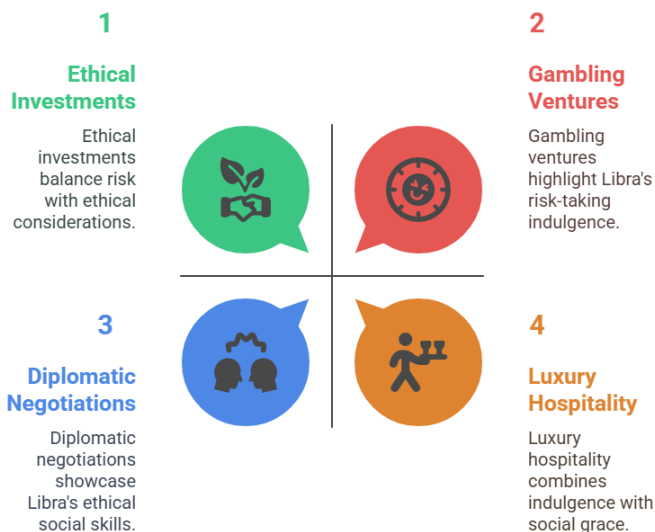 1
Ethical
Investments
Ethical
investments
balance risk
with ethical
considerations.
2
Gambling
Ventures
Gambling
ventures
highlight Libra's
risk-taking
indulgence.
3
Diplomatic
Negotiations
Diplomatic
negotiations
showcase
Libra's ethical
social skills.
4
Luxury
Hospitality
Luxury
hospitality
combines
indulgence with
social grace.